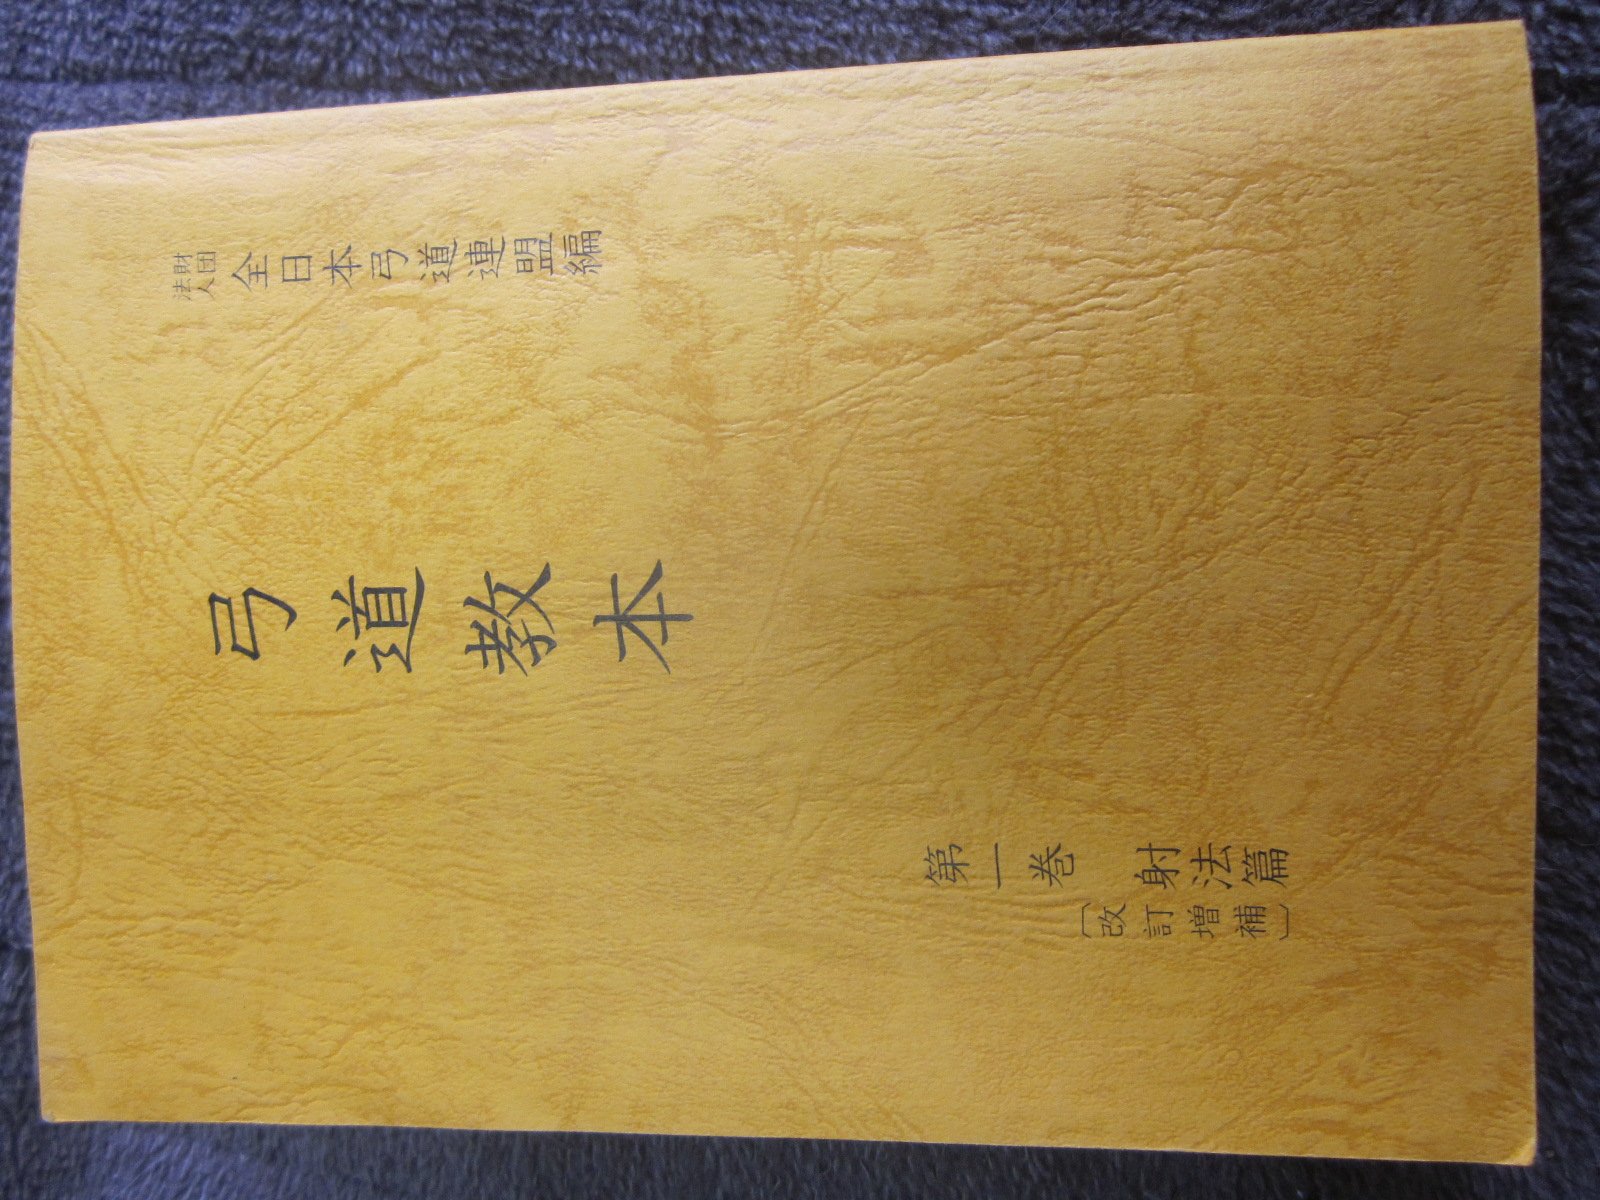 財団法人 全日本弓道連盟編
弓道教本
第一巻 射法篇
〔改訂増補〕